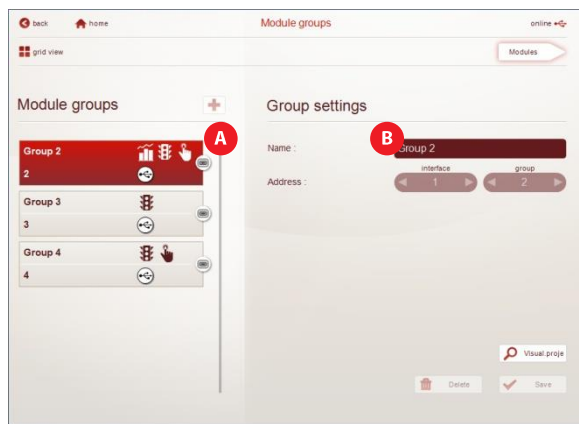 back home Module groups online
grid view Modules
Module groups Group settings
A B
Group 2 Name : Group 2
2 interface group
Address : 1 2
Group 3
3
Group 4
4
Visual.proje
Delete Save